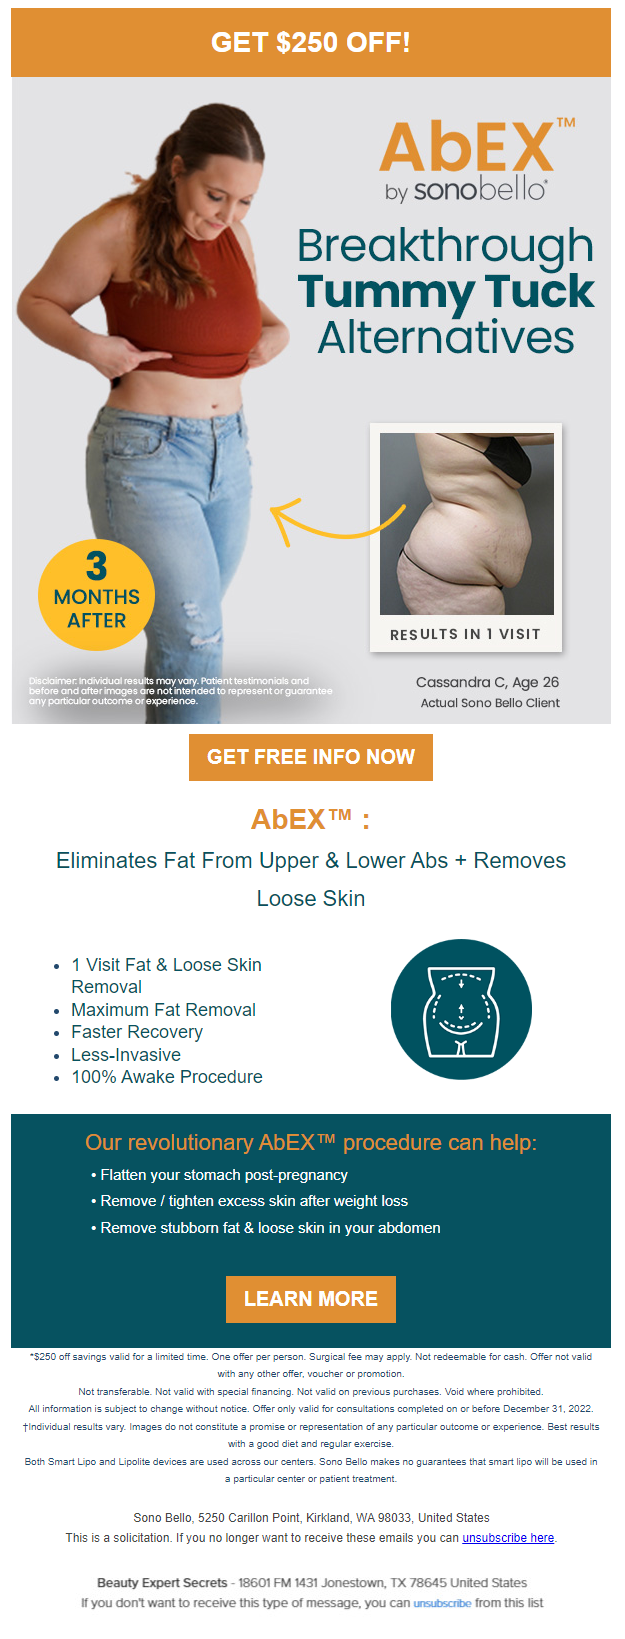 GET $250 OFF!
AbEX™
by sonobello®
Breakthrough
Tummy Tuck
Alternatives
3
MONTHS
AFTER
RESULTS IN 1 VISIT
Disclaimer: Individual results may vary. Patient testimonials and
before and after images are not intended to represent or guarantee
any particular outcome or experience.
Cassandra C, Age 26
Actual Sono Bello Client
GET FREE INFO NOW
AbEX™ :
Eliminates Fat From Upper & Lower Abs + Removes
Loose Skin
• 1 Visit Fat & Loose Skin
Removal
• Maximum Fat Removal
• Faster Recovery
• Less-Invasive
• 100% Awake Procedure
Our revolutionary AbEX™ procedure can help:
• Flatten your stomach post-pregnancy
• Remove / tighten excess skin after weight loss
• Remove stubborn fat & loose skin in your abdomen
LEARN MORE
*$250 off savings valid for a limited time. One offer per person. Surgical fee may apply. Not redeemable for cash. Offer not valid
with any other offer, voucher or promotion.
Not transferable. Not valid with special financing. Not valid on previous purchases. Void where prohibited.
All information is subject to change without notice. Offer only valid for consultations completed on or before December 31, 2022.
†Individual results vary. Images do not constitute a promise or representation of any particular outcome or experience. Best results
with a good diet and regular exercise.
Both Smart Lipo and Lipolite devices are used across our centers. Sono Bello makes no guarantees that smart lipo will be used in
a particular center or patient treatment.
Sono Bello, 5250 Carillon Point, Kirkland, WA 98033, United States
This is a solicitation. If you no longer want to receive these emails you can unsubscribe here.
Beauty Expert Secrets - 18601 FM 1431 Jonestown, TX 78645 United States
If you don't want to receive this type of message, you can unsubscribe from this list